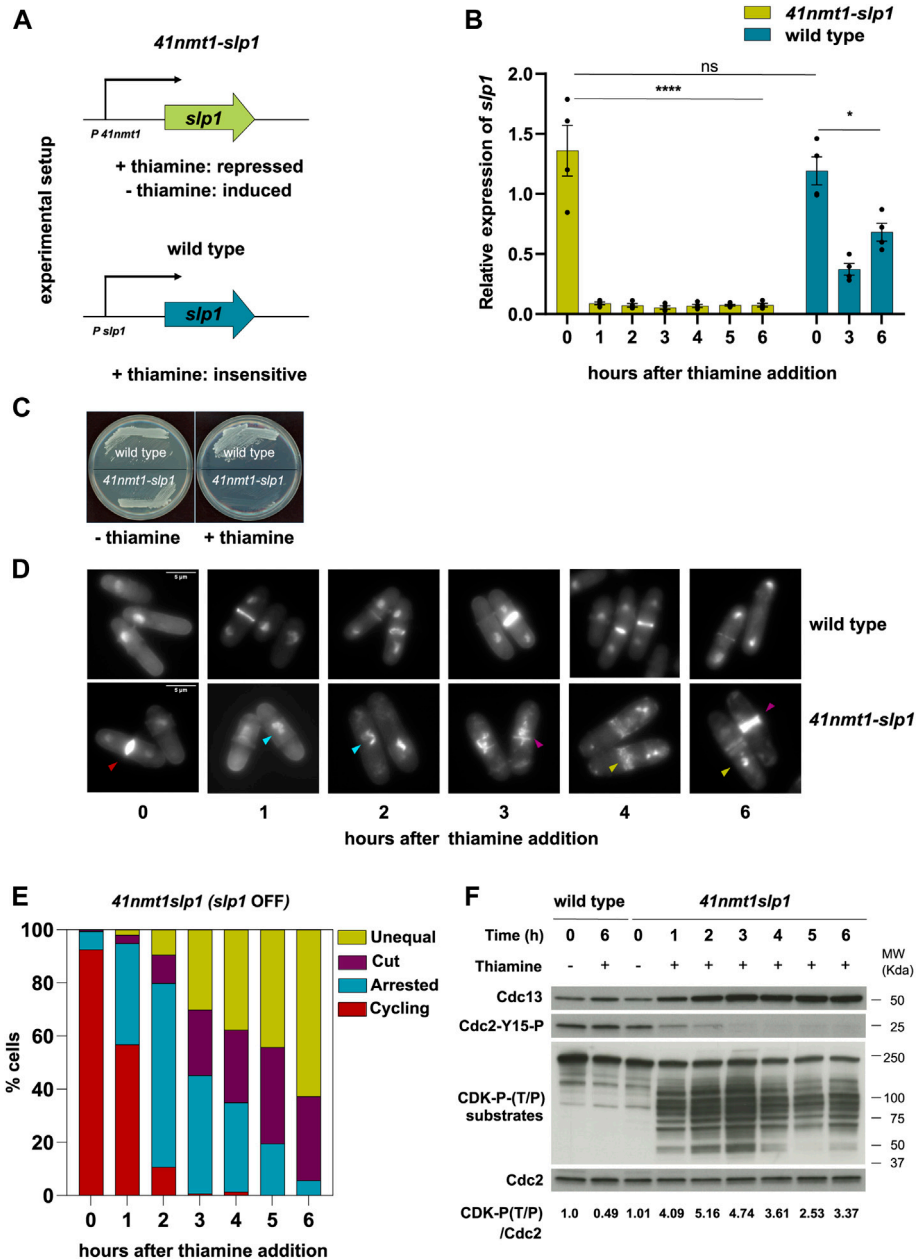 A
41nmt1-slp1
slp1
P 41nmt1
+ thiamine: repressed
- thiamine: induced
wild type
slp1
P slp1
+ thiamine: insensitive
experimental setup
B
41nmt1-slp1
wild type
Relative expression of slp1
2.0
1.5
1.0
0.5
0.0
ns
****
*
0 1 2 3 4 5 6 0 3 6
hours after thiamine addition
C
wild type wild type
41nmt1-slp1 41nmt1-slp1
- thiamine + thiamine
D
5 µm
wild type
5 µm
41nmt1-slp1
0 1 2 3 4 6
hours after thiamine addition
E
41nmt1slp1 (slp1 OFF)
% cells
100
80
60
40
20
0
0 1 2 3 4 5 6
hours after thiamine addition
Unequal
Cut
Arrested
Cycling
F
wild type 41nmt1slp1
Time (h) 0 6 0 1 2 3 4 5 6
Thiamine - + - + + + + + +
MW
(Kda)
Cdc13
50
Cdc2-Y15-P
25
CDK-P-(T/P)
substrates
250
100
75
50
37
Cdc2
CDK-P(T/P) 1.0 0.49 1.01 4.09 5.16 4.74 3.61 2.53 3.37
/Cdc2